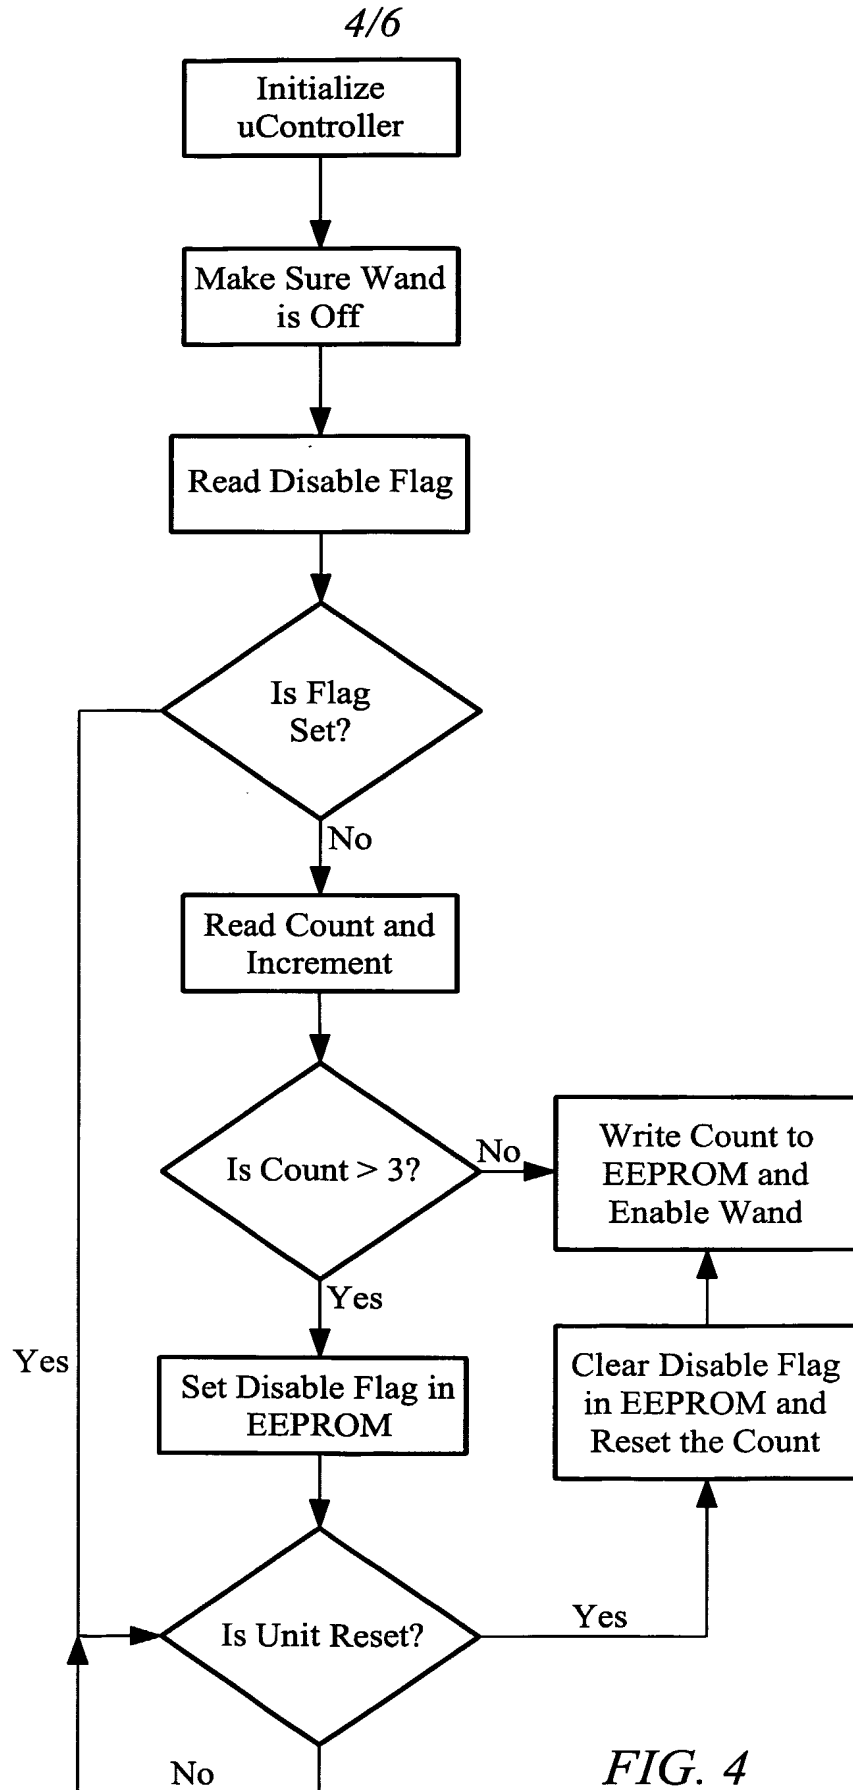 4/6
Initialize
uController
Make Sure Wand
is Off
Read Disable Flag
Is Flag
Set?
No
Read Count and
Increment
Is Count > 3?
No
Write Count to
EEPROM and
Enable Wand
Yes
Yes
Set Disable Flag in
EEPROM
Clear Disable Flag
in EEPROM and
Reset the Count
Is Unit Reset?
Yes
No
FIG. 4